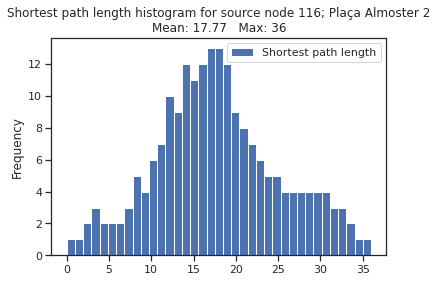 Shortest path length histogram for source node 116; Plaça Almoster 2
Mean: 17.77   Max: 36
Shortest path length
Frequency
12
10
8
6
4
2
0
0 5 10 15 20 25 30 35